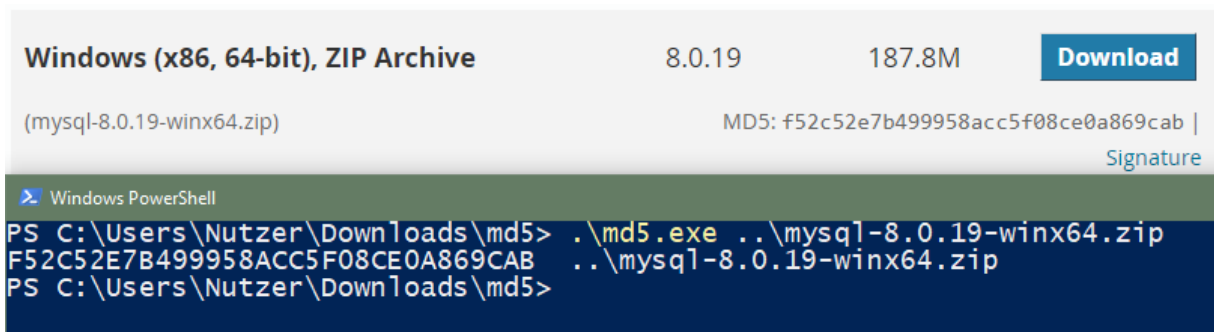 Windows (x86, 64-bit), ZIP Archive 8.0.19 187.8M Download
(mysql-8.0.19-winx64.zip) MD5: f52c52e7b499958acc5f08ce0a869cab |
Signature
Windows PowerShell
PS C:\Users\Nutzer\Downloads\md5> .\md5.exe ..\mysql-8.0.19-winx64.zip
F52C52E7B499958ACC5F08CE0A869CAB ..\mysql-8.0.19-winx64.zip
PS C:\Users\Nutzer\Downloads\md5>